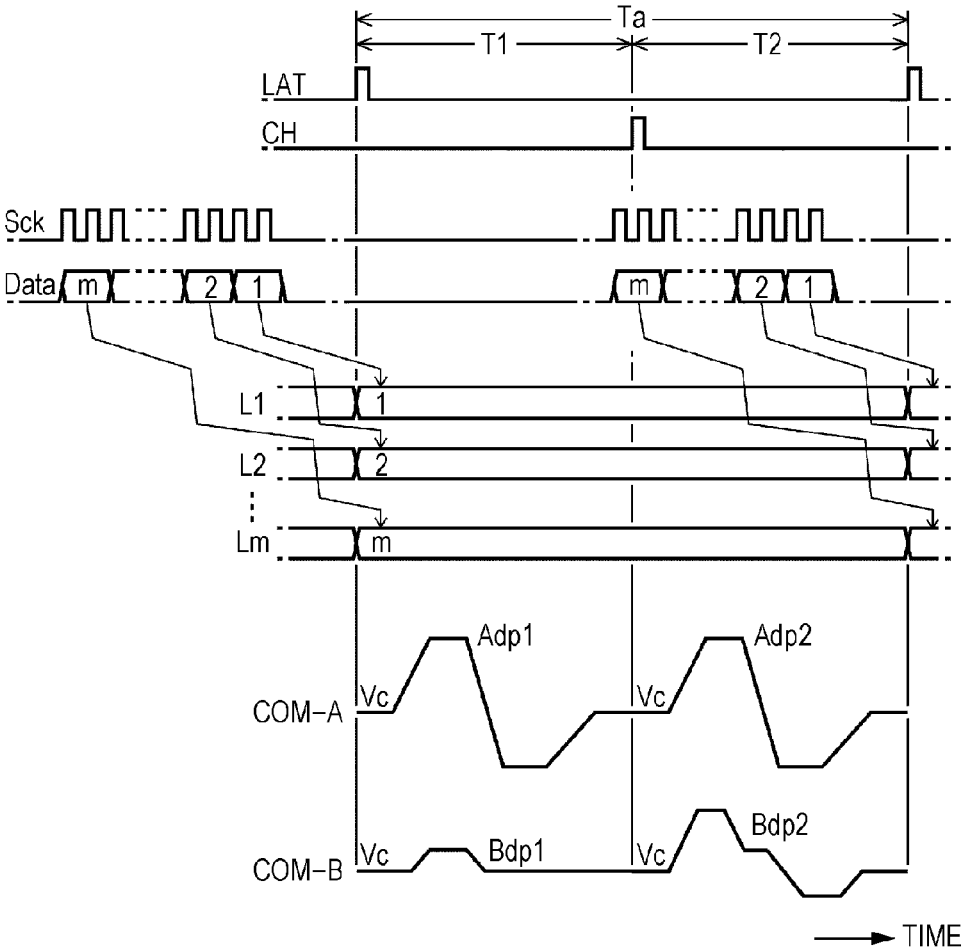 Ta
T1 T2
LAT
CH
Sck
Data m 2 1 m 2 1
L1 1
L2 2
Lm m
Adp1 Adp2
COM-A Vc Vc
Bdp1 Bdp2
COM-B Vc Vc
TIME